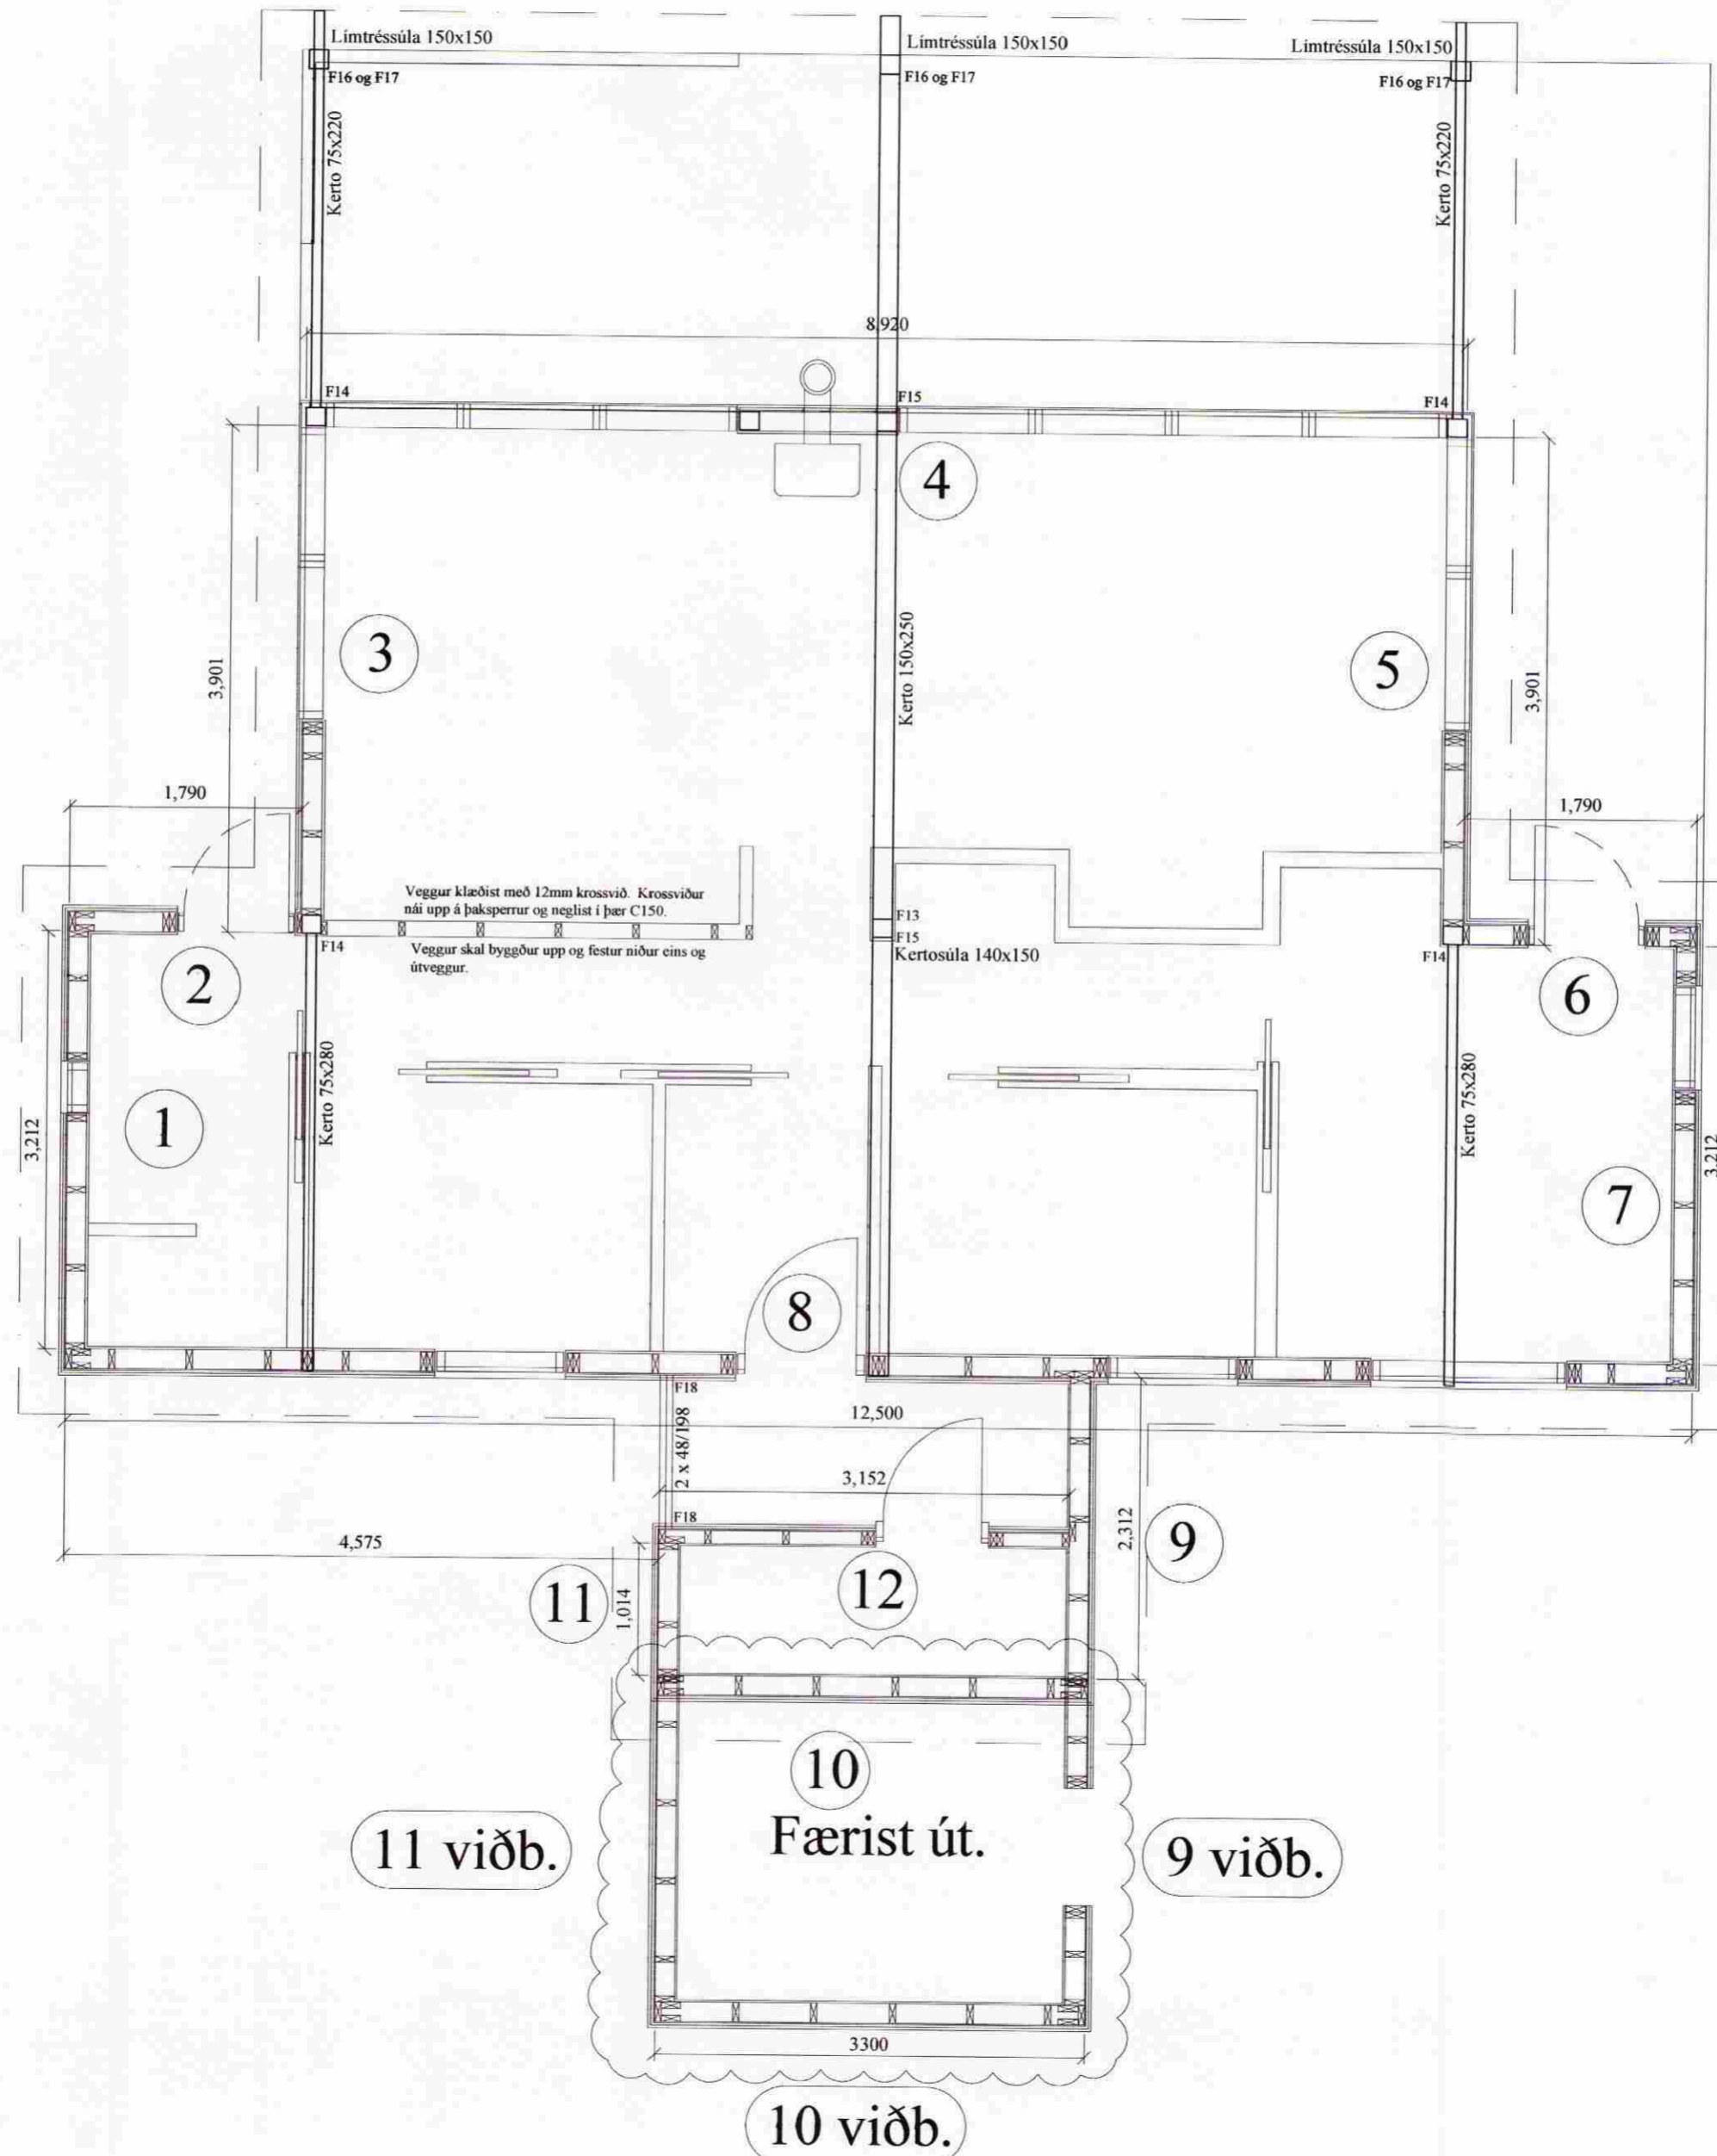 Límtréssúla 150x150
Límtréssúla 150x150
Límtréssúla 150x150
F16 og F17
F16 og F17
F16 og F17
Kerto 75x220
Kerto 75x220
8,920
F14
F15
F14
4
3
5
3,901
3,901
Kerto 150x250
1,790
1,790
Veggur klæðist með 12mm krossvið. Krossviður
nái upp á þaksperrur og neglist í þær C150.
Veggur skal byggður upp og festur niður eins og
útveggur.
F14
F13
F15
Kertosúla 140x150
F14
2
6
1
7
Kerto 75x280
Kerto 75x280
3,212
3,212
8
F18
12,500
2 x 48/198
3,152
F18
4,575
2,312
9
11
1,014
12
10
Færist út.
11 viðb.
9 viðb.
3300
10 viðb.